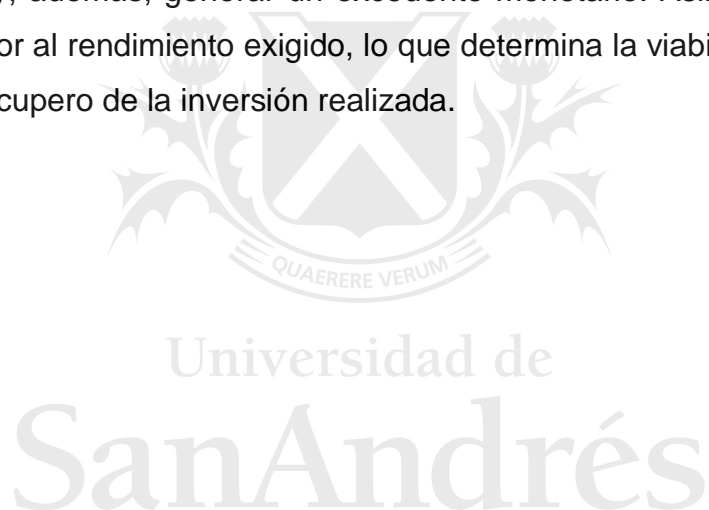 y, además, generar un excedente monetario. Asi
or al rendimiento exigido, lo que determina la viabi
cupero de la inversión realizada.
QUAERERE VERUM
Universidad de
SanAndrés